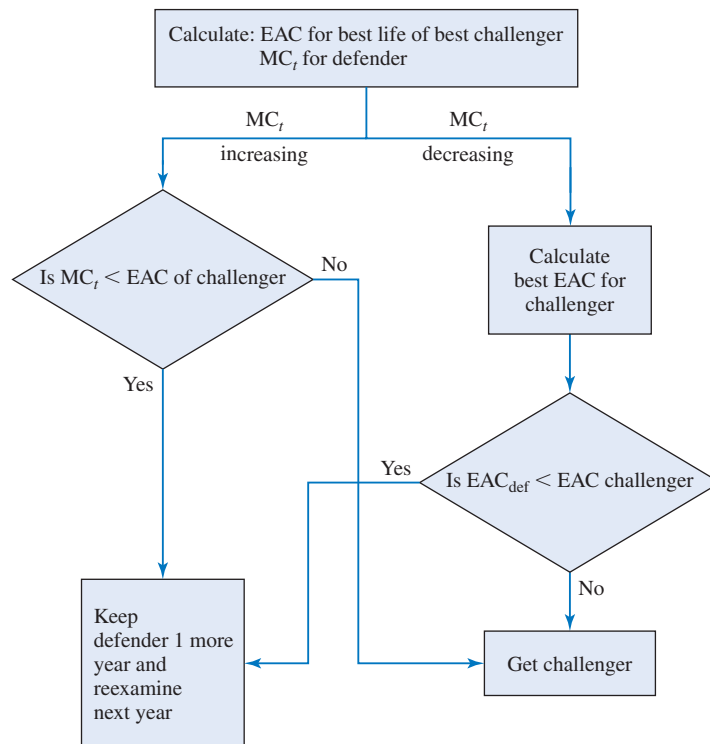 Calculate: EAC for best life of best challenger
MCt for defender
MCt
increasing
MCt
decreasing
Is MCt < EAC of challenger
No
Calculate
best EAC for
challenger
Yes
Yes
Is EACdef < EAC challenger
No
Keep
defender 1 more
year and
reexamine
next year
Get challenger